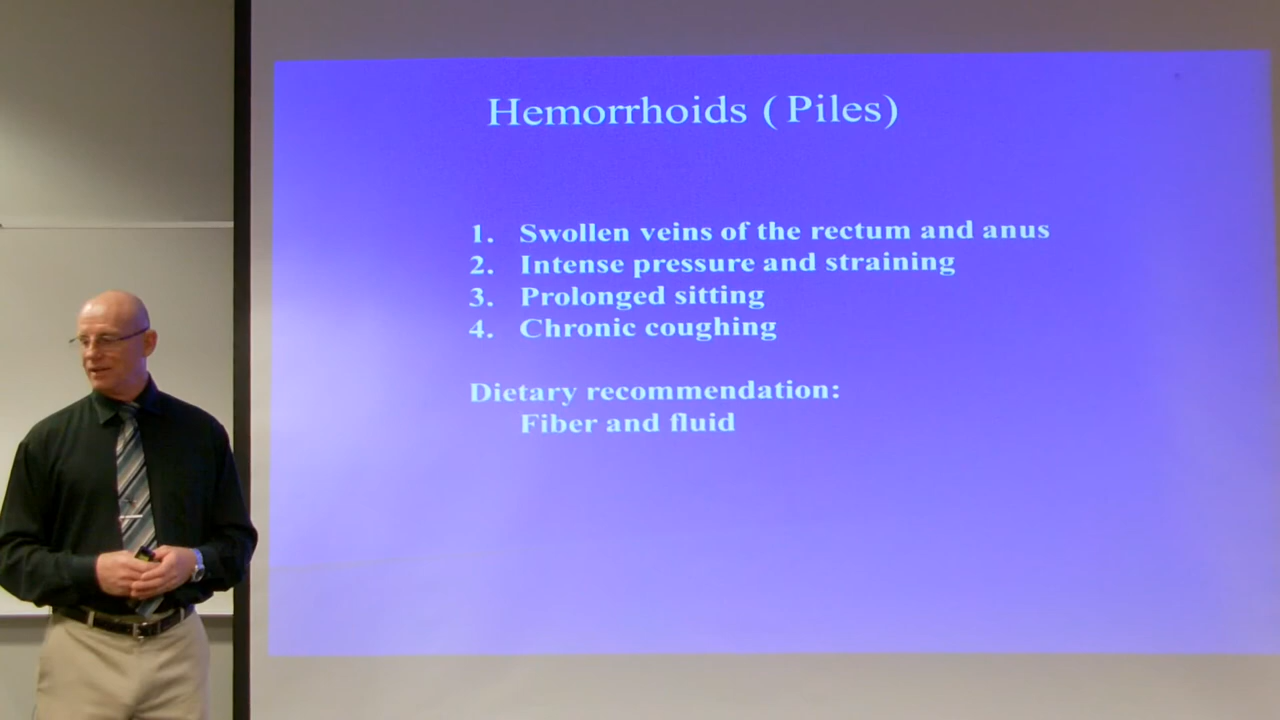 Hemorrhoids ( Piles)
1. Swollen veins of the rectum and anus
2. Intense pressure and straining
3. Prolonged sitting
4. Chronic coughing
Dietary recommendation:
Fiber and fluid